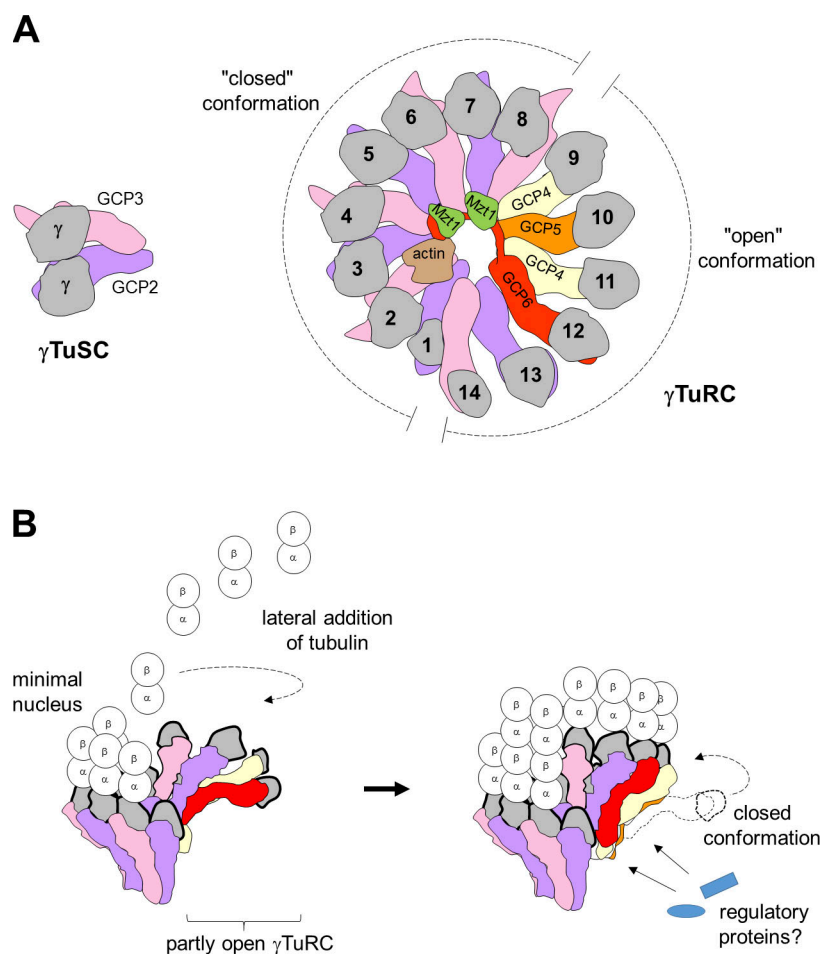 A
"closed"
conformation
7
6
8
5
9
GCP4
GCP3
Mzt1
Mzt1
γ
4
10
GCP5
"open"
conformation
actin
GCP4
γ
GCP2
3
11
GCP6
2
12
γTuSC
1
13
14
γTuRC
B
β
α
β
α
β
α
lateral addition
of tubulin
minimal
nucleus
β
α
β
β
β
α
α
α
β
β
β
β
β
β
α
α
α
α
β
β
α
α
α
α
closed
conformation
regulatory
proteins?
partly open γTuRC